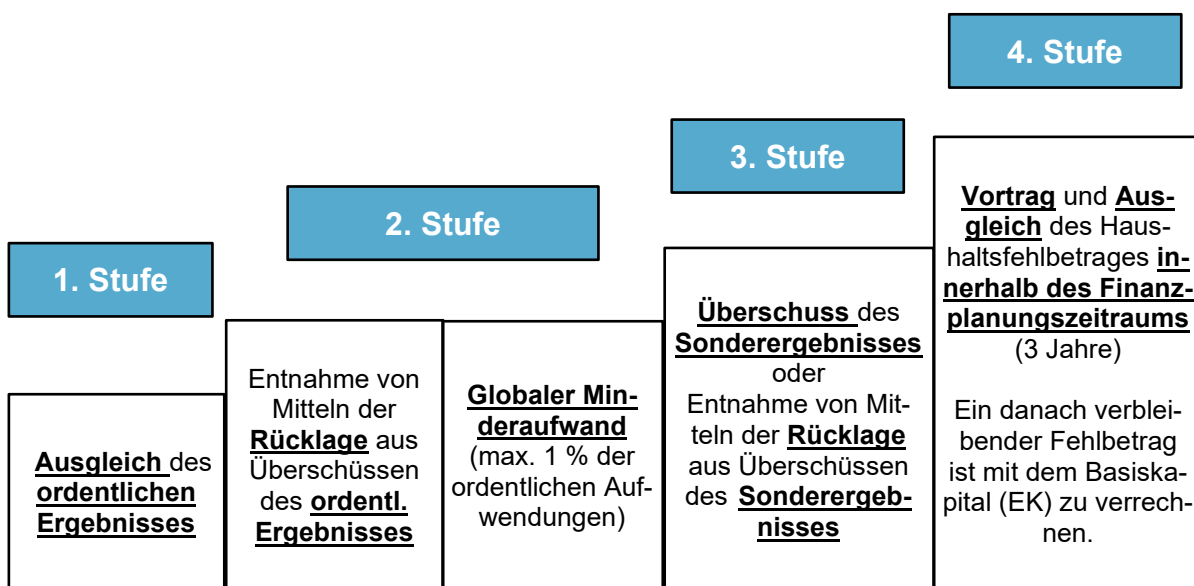 1. Stufe
Ausgleich des
ordentlichen
Ergebnisses
2. Stufe
Entnahme von
Mitteln der
Rücklage aus
Überschüssen
des ordentl.
Ergebnisses
Globaler Min-
deraufwand
(max. 1 % der
ordentlichen Auf-
wendungen)
3. Stufe
Überschuss des
Sonderergebnisses
oder
Entnahme von Mit-
teln der Rücklage
aus Überschüssen
des Sonderergeb-
nisses
4. Stufe
Vortrag und Aus-
gleich des Haus-
haltsfehlbetrages in-
nerhalb des Finanz-
planungszeitraums
(3 Jahre)
Ein danach verblei-
bender Fehlbetrag
ist mit dem Basiska-
pital (EK) zu verrech-
nen.